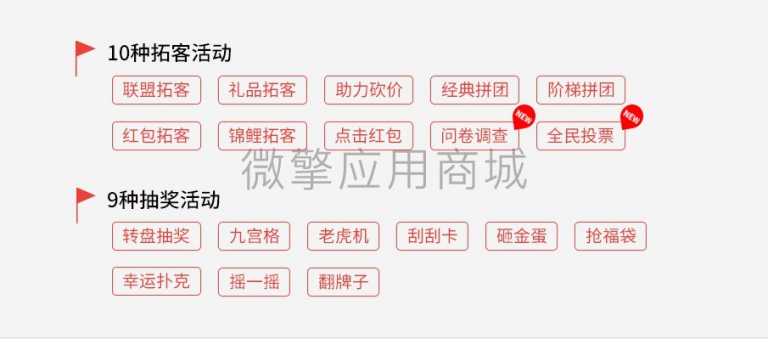 10种拓客活动
联盟拓客 礼品拓客 助力砍价 经典拼团 阶梯拼团
NEW NEW
红包拓客 锦鲤拓客 点击红包 问卷调查 全民投票
微擎应用商城
9种抽奖活动
转盘抽奖 九宫格 老虎机 刮刮卡 砸金蛋 抢福袋
幸运扑克 摇一摇 翻牌子